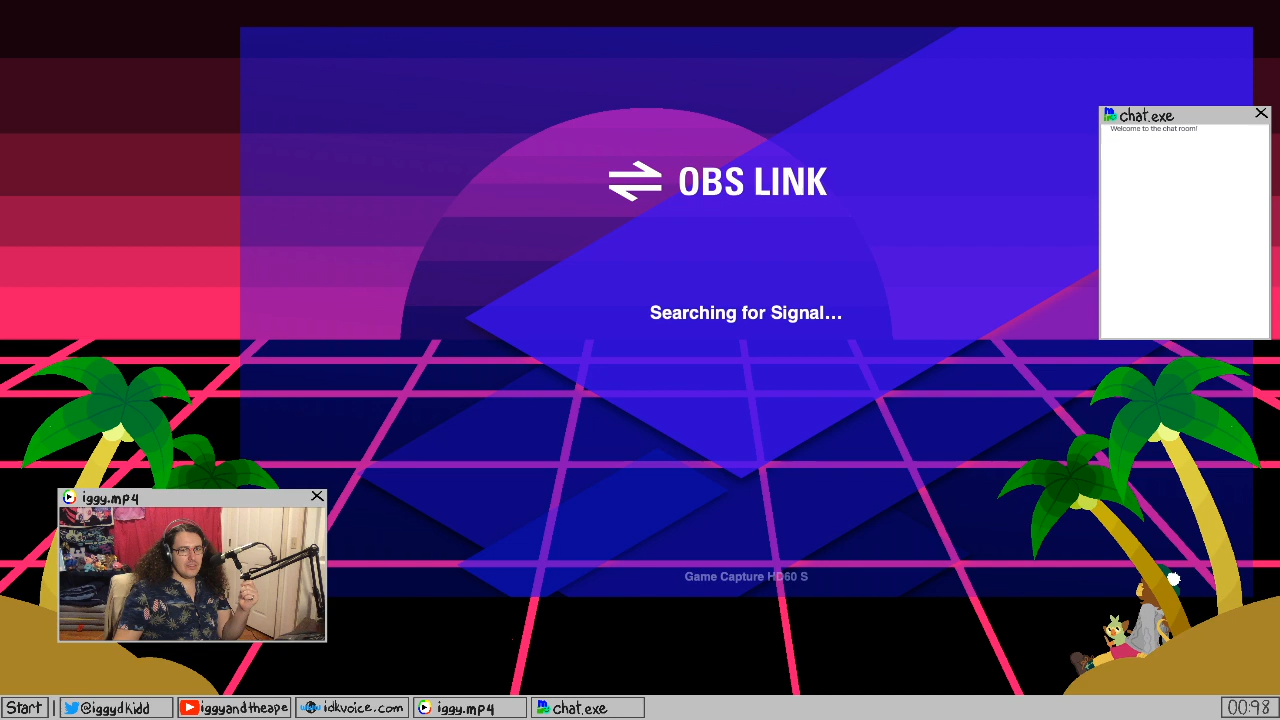 chat.exe
Welcome to the chat room!
OBS LINK
Searching for Signal...
iggy.mp4
Game Capture HD60 S
Start | @iggydkidd iggyandtheape idkvoice.com iggy.mp4 chat.exe 00:98